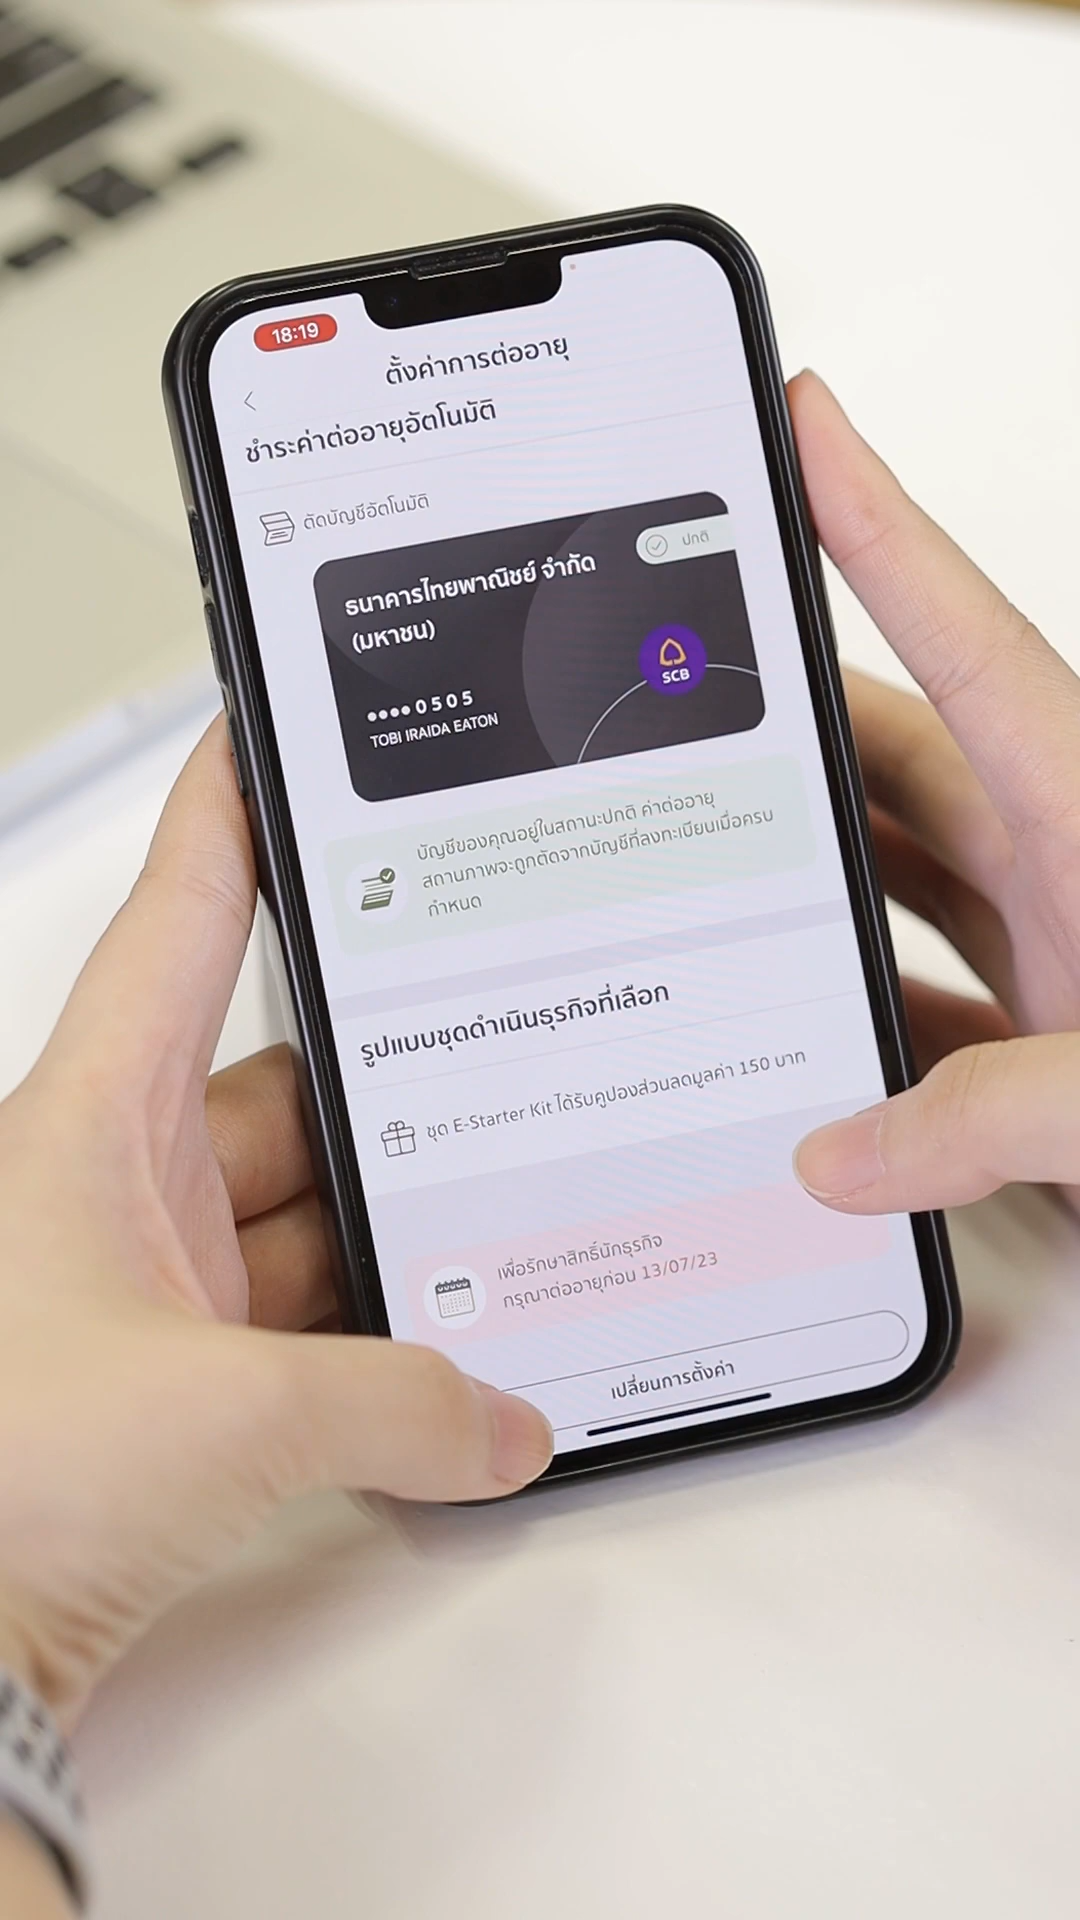 18:19
ตั้งค่าการต่ออายุ
ชำระค่าต่ออายุอัตโนมัติ
ตัดบัญชีอัตโนมัติ
ปกติ
ธนาคารไทยพาณิชย์ จำกัด
(มหาชน)
SCB
•••• 0505
TOBI IRAIDA EATON
บัญชีของคุณอยู่ในสถานะปกติ ค่าต่ออายุ
สถานภาพจะถูกตัดจากบัญชีที่ลงทะเบียนเมื่อครบ
กำหนด
รูปแบบชุดดำเนินธุรกิจที่เลือก
ชุด E-Starter Kit ได้รับคูปองส่วนลดมูลค่า 150 บาท
เพื่อรักษาสิทธิ์นักธุรกิจ
กรุณาต่ออายุก่อน 13/07/23
เปลี่ยนการตั้งค่า